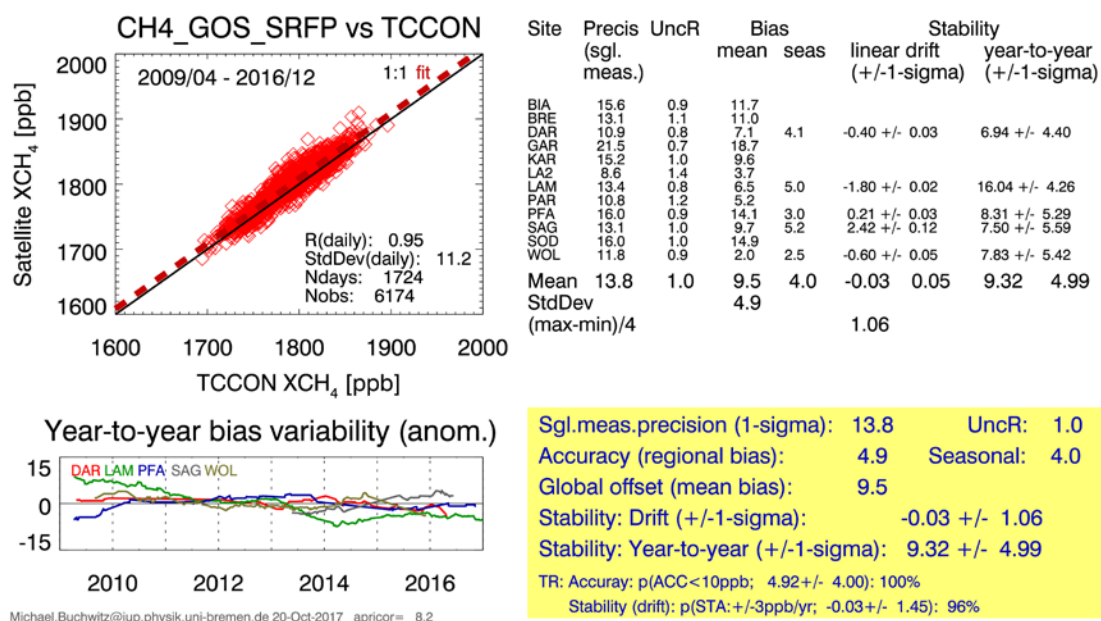 CH4_GOS_SRFP vs TCCON
2009/04 - 2016/12
1:1 fit
Satellite XCH₄ [ppb]
2000
1900
1800
1700
1600
R(daily): 0.95
StdDev(daily): 11.2
Ndays: 1724
Nobs: 6174
1600 1700 1800 1900 2000
TCCON XCH₄ [ppb]
Site Precis UncR Bias Stability
(sgl. mean seas linear drift year-to-year
meas.) (+/-1-sigma) (+/-1-sigma)
BIA 15.6 0.9 11.7
BRE 13.1 1.1 11.0
DAR 10.9 0.8 7.1 4.1 -0.40 +/- 0.03 6.94 +/- 4.40
GAR 21.5 0.7 18.7
KAR 15.2 1.0 9.6
LA2 8.6 1.4 3.7
LAM 13.4 0.8 6.5 5.0 -1.80 +/- 0.02 16.04 +/- 4.26
PAR 10.8 1.2 5.2
PFA 16.0 0.9 14.1 3.0 0.21 +/- 0.03 8.31 +/- 5.29
SAG 13.1 1.0 9.7 5.2 2.42 +/- 0.12 7.50 +/- 5.59
SOD 16.0 1.0 14.9
WOL 11.8 0.9 2.0 2.5 -0.60 +/- 0.05 7.83 +/- 5.42
Mean 13.8 1.0 9.5 4.0 -0.03 0.05 9.32 4.99
StdDev 4.9
(max-min)/4 1.06
Year-to-year bias variability (anom.)
15
0
-15
DAR LAM PFA SAG WOL
2010 2012 2014 2016
Michael.Buchwitz@iup.physik.uni-bremen.de 20-Oct-2017 apricor= 8.2
Sgl.meas.precision (1-sigma): 13.8 UncR: 1.0
Accuracy (regional bias): 4.9 Seasonal: 4.0
Global offset (mean bias): 9.5
Stability: Drift (+/-1-sigma): -0.03 +/- 1.06
Stability: Year-to-year (+/-1-sigma): 9.32 +/- 4.99
TR: Accuray: p(ACC<10ppb; 4.92+/- 4.00): 100%
Stability (drift): p(STA:+/-3ppb/yr; -0.03+/- 1.45): 96%